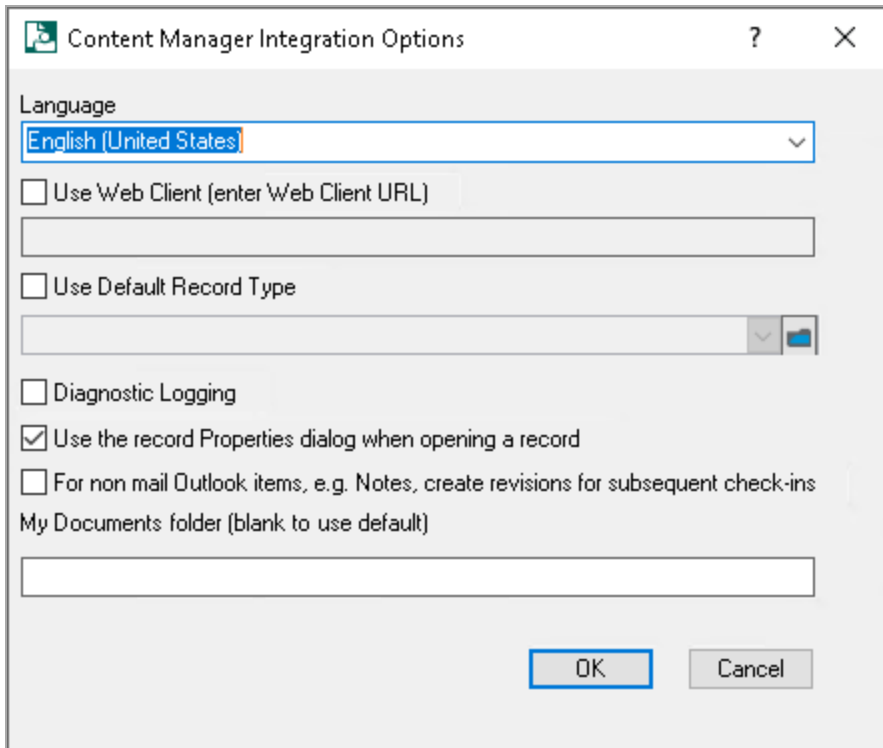 Content Manager Integration Options
Language
English (United States)
Use Web Client (enter Web Client URL)
Use Default Record Type
Diagnostic Logging
Use the record Properties dialog when opening a record
For non mail Outlook items, e.g. Notes, create revisions for subsequent check-ins
My Documents folder (blank to use default)
OK Cancel